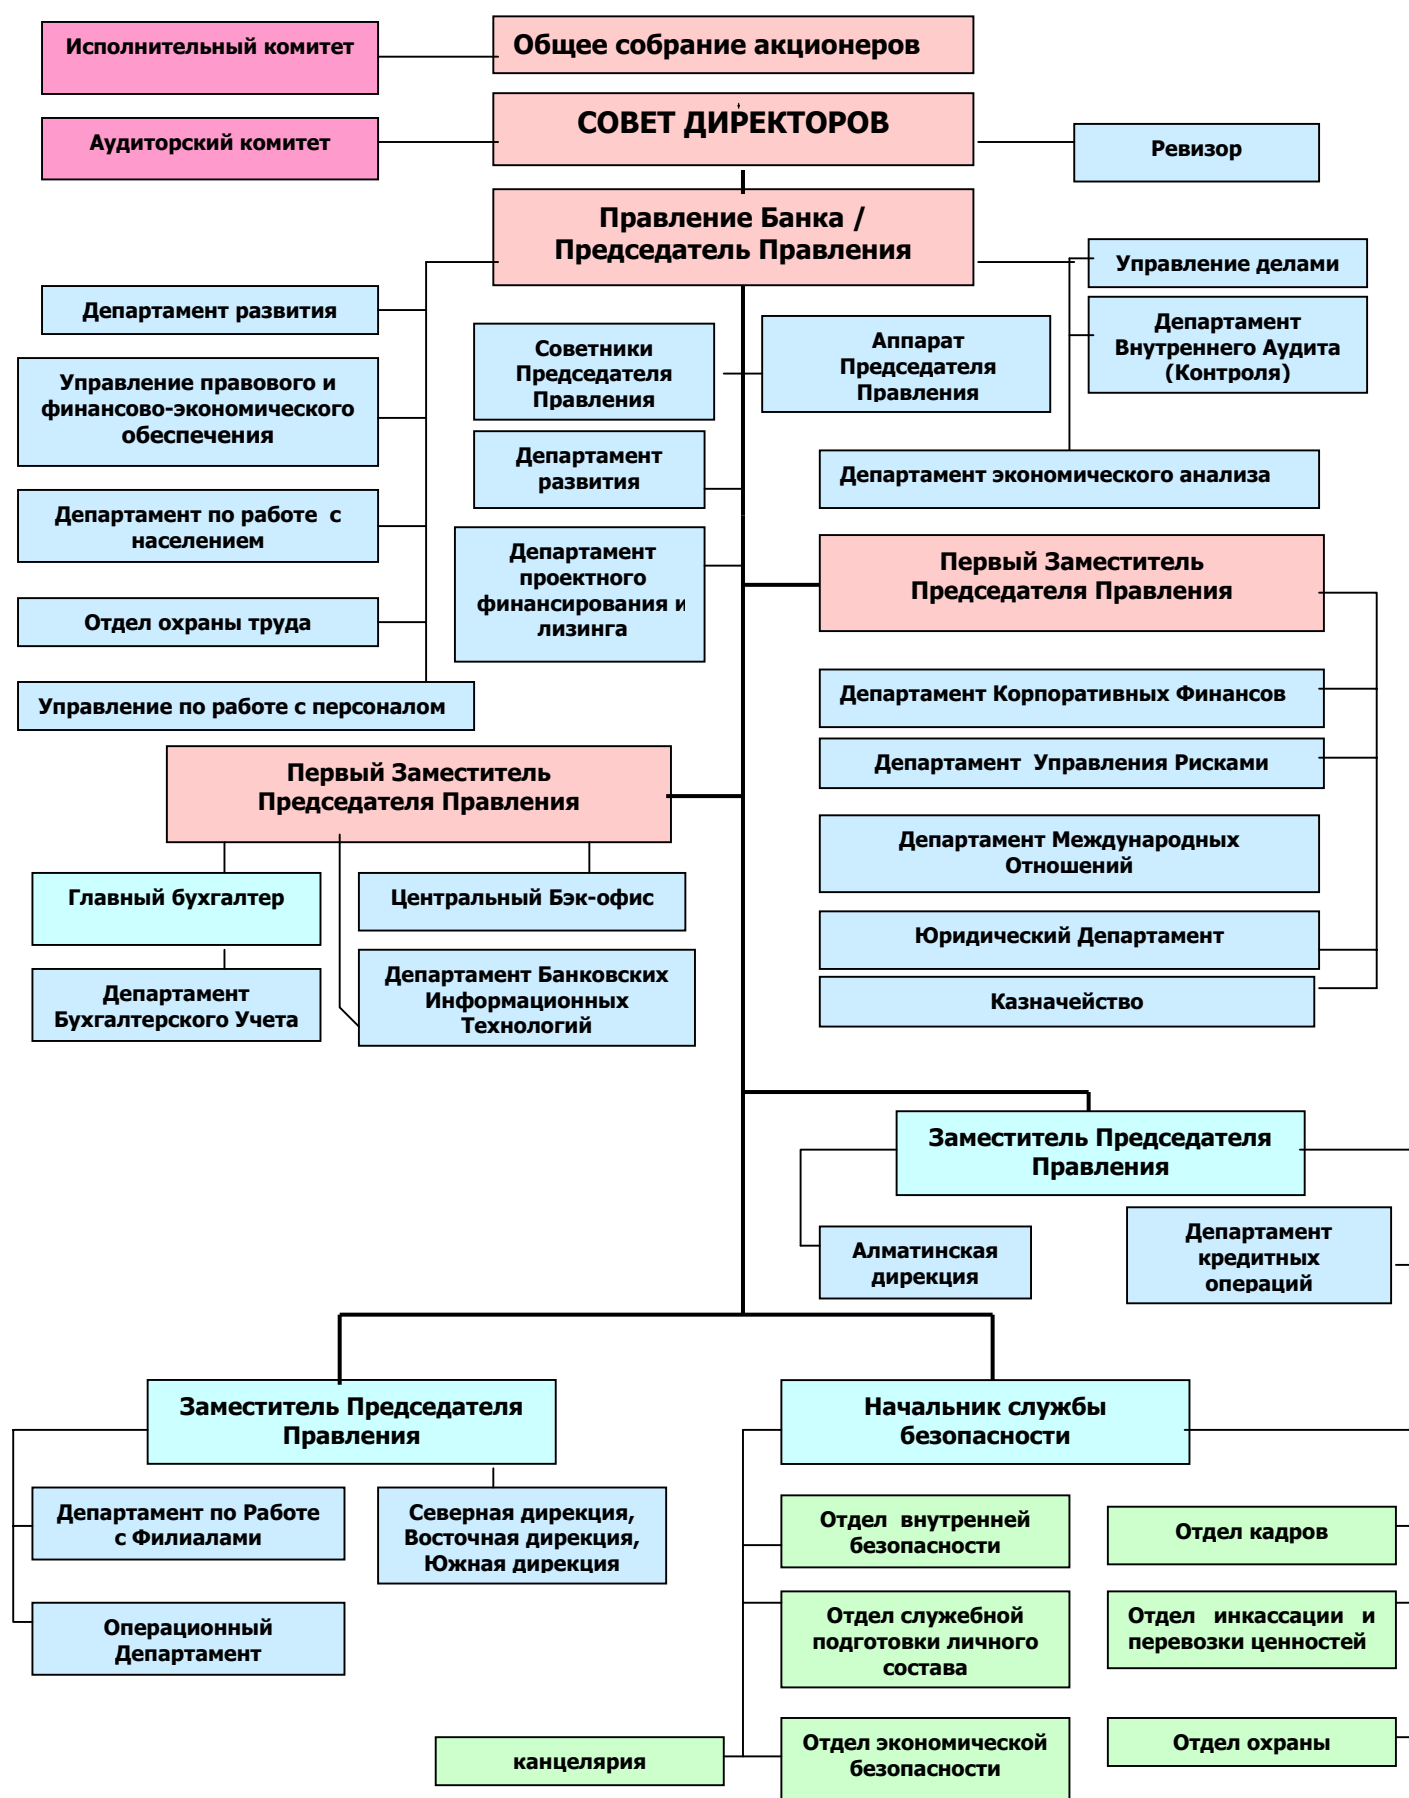 Исполнительный комитет
Общее собрание акционеров
СОВЕТ ДИРЕКТОРОВ
Аудиторский комитет
Ревизор
Правление Банка /
Председатель Правления
Управление делами
Департамент развития
Советники
Председателя
Правления
Аппарат
Председателя
Правления
Департамент
Внутреннего Аудита
(Контроля)
Управление правового и
финансово-экономического
обеспечения
Департамент
развития
Департамент экономического анализа
Департамент по работе  с
населением
Департамент
проектного
финансирования и
лизинга
Первый Заместитель
Председателя Правления
Отдел охраны труда
Управление по работе с персоналом
Департамент Корпоративных Финансов
Департамент  Управления Рисками
Первый Заместитель
Председателя Правления
Департамент Международных
Отношений
Главный бухгалтер
Центральный Бэк-офис
Юридический Департамент
Департамент
Бухгалтерского Учета
Департамент Банковских
Информационных
Технологий
Казначейство
Заместитель Председателя
Правления
Алматинская
дирекция
Департамент
кредитных
операций
Заместитель Председателя
Правления
Начальник службы
безопасности
Департамент по Работе
с Филиалами
Северная дирекция,
Восточная дирекция,
Южная дирекция
Отдел  внутренней
безопасности
Отдел кадров
Операционный
Департамент
Отдел служебной
подготовки личного
состава
Отдел инкассации и
перевозки ценностей
канцелярия
Отдел экономической
безопасности
Отдел охраны